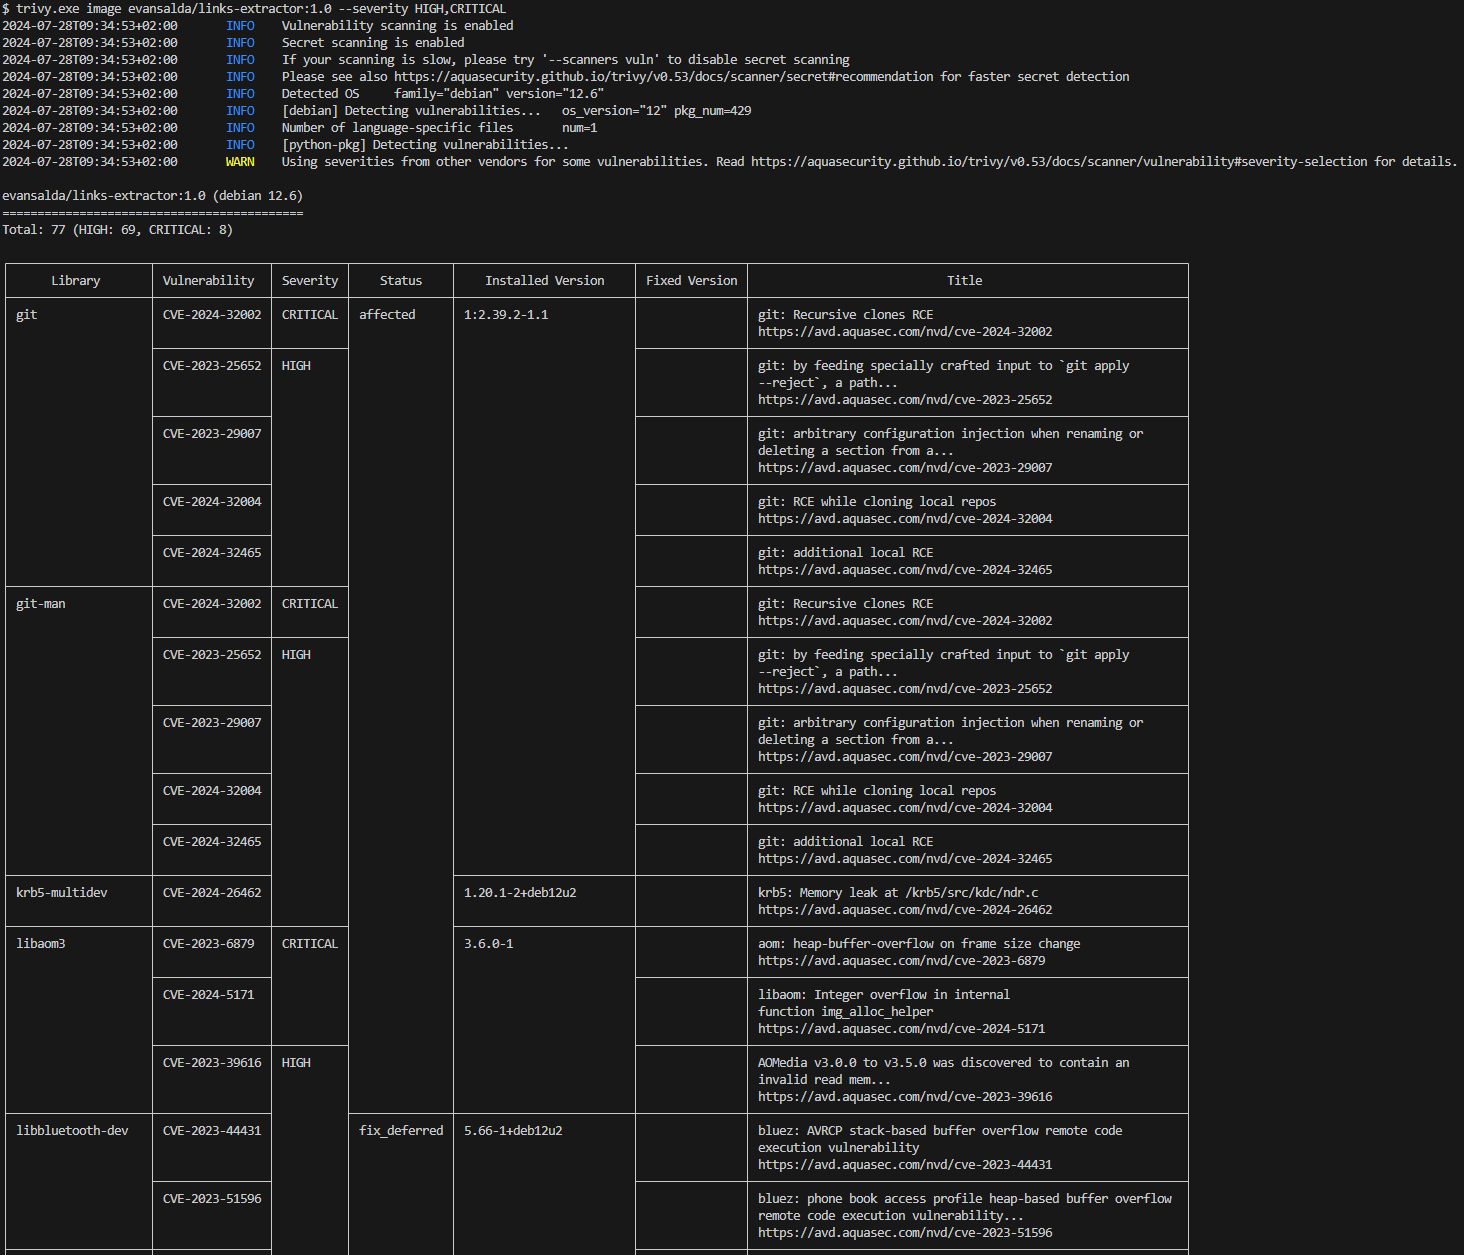 $ trivy.exe image evansalda/links-extractor:1.0 --severity HIGH,CRITICAL
2024-07-28T09:34:53+02:00 INFO Vulnerability scanning is enabled
2024-07-28T09:34:53+02:00 INFO Secret scanning is enabled
2024-07-28T09:34:53+02:00 INFO If your scanning is slow, please try '--scanners vuln' to disable secret scanning
2024-07-28T09:34:53+02:00 INFO Please see also https://aquasecurity.github.io/trivy/v0.53/docs/scanner/secret#recommendation for faster secret detection
2024-07-28T09:34:53+02:00 INFO Detected OS family="debian" version="12.6"
2024-07-28T09:34:53+02:00 INFO [debian] Detecting vulnerabilities... os_version="12" pkg_num=429
2024-07-28T09:34:53+02:00 INFO Number of language-specific files num=1
2024-07-28T09:34:53+02:00 INFO [python-pkg] Detecting vulnerabilities...
2024-07-28T09:34:53+02:00 WARN Using severities from other vendors for some vulnerabilities. Read https://aquasecurity.github.io/trivy/v0.53/docs/scanner/vulnerability#severity-selection for details.
evansalda/links-extractor:1.0 (debian 12.6)
===========================================
Total: 77 (HIGH: 69, CRITICAL: 8)
Library Vulnerability Severity Status Installed Version Fixed Version Title
git CVE-2024-32002 CRITICAL affected 1:2.39.2-1.1 git: Recursive clones RCE
https://avd.aquasec.com/nvd/cve-2024-32002
CVE-2023-25652 HIGH git: by feeding specially crafted input to `git apply
--reject`, a path...
https://avd.aquasec.com/nvd/cve-2023-25652
CVE-2023-29007 git: arbitrary configuration injection when renaming or
deleting a section from a...
https://avd.aquasec.com/nvd/cve-2023-29007
CVE-2024-32004 git: RCE while cloning local repos
https://avd.aquasec.com/nvd/cve-2024-32004
CVE-2024-32465 git: additional local RCE
https://avd.aquasec.com/nvd/cve-2024-32465
git-man CVE-2024-32002 CRITICAL git: Recursive clones RCE
https://avd.aquasec.com/nvd/cve-2024-32002
CVE-2023-25652 HIGH git: by feeding specially crafted input to `git apply
--reject`, a path...
https://avd.aquasec.com/nvd/cve-2023-25652
CVE-2023-29007 git: arbitrary configuration injection when renaming or
deleting a section from a...
https://avd.aquasec.com/nvd/cve-2023-29007
CVE-2024-32004 git: RCE while cloning local repos
https://avd.aquasec.com/nvd/cve-2024-32004
CVE-2024-32465 git: additional local RCE
https://avd.aquasec.com/nvd/cve-2024-32465
krb5-multidev CVE-2024-26462 1.20.1-2+deb12u2 krb5: Memory leak at /krb5/src/kdc/ndr.c
https://avd.aquasec.com/nvd/cve-2024-26462
libaom3 CVE-2023-6879 CRITICAL 3.6.0-1 aom: heap-buffer-overflow on frame size change
https://avd.aquasec.com/nvd/cve-2023-6879
CVE-2024-5171 libaom: Integer overflow in internal
function img_alloc_helper
https://avd.aquasec.com/nvd/cve-2024-5171
CVE-2023-39616 HIGH AOMedia v3.0.0 to v3.5.0 was discovered to contain an
invalid read mem...
https://avd.aquasec.com/nvd/cve-2023-39616
libbluetooth-dev CVE-2023-44431 fix_deferred 5.66-1+deb12u2 bluez: AVRCP stack-based buffer overflow remote code
execution vulnerability
https://avd.aquasec.com/nvd/cve-2023-44431
CVE-2023-51596 bluez: phone book access profile heap-based buffer overflow
remote code execution vulnerability...
https://avd.aquasec.com/nvd/cve-2023-51596